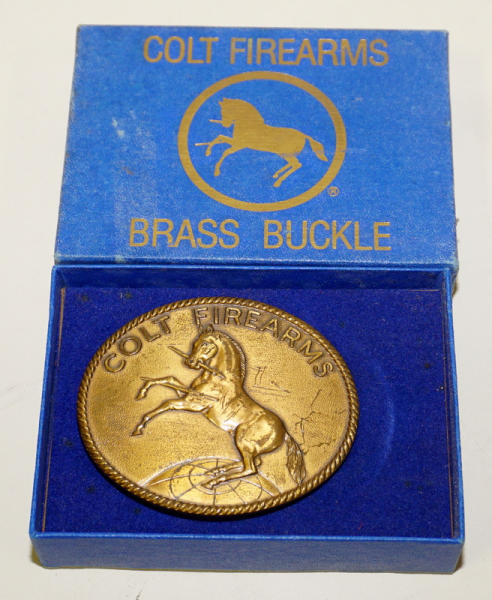 COLT FIREARMS
®
BRASS BUCKLE
COLT FIREARMS